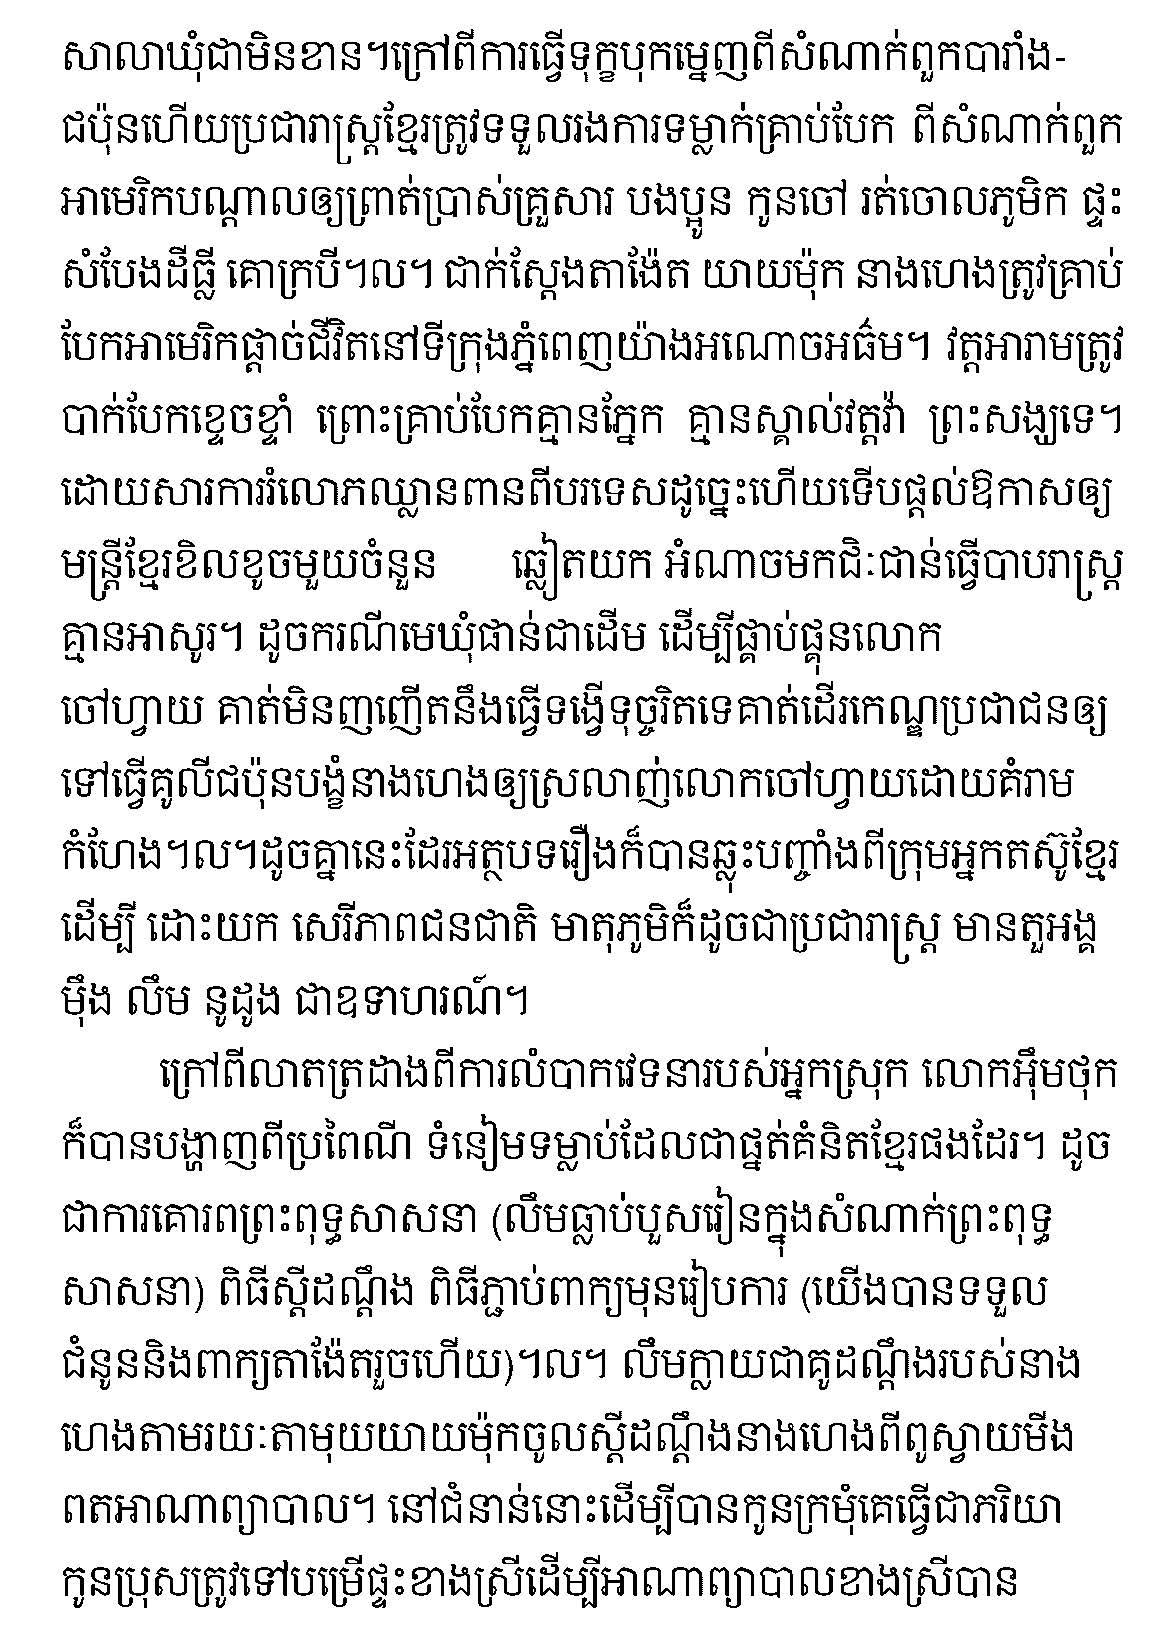 សាលាឃុំជាមិនខាន។ក្រៅពីការធ្វើទុក្ខបុកម្នេញពីសំណាក់ពួកបារាំង-
ជប៉ុនហើយប្រជារាស្ត្រខ្មែរត្រូវទទួលរងការទម្លាក់គ្រាប់បែក ពីសំណាក់ពួក
អាមេរិកបណ្តាលឲ្យព្រាត់ប្រាស់គ្រួសារ បងប្អូន កូនចៅ រត់ចោលភូមិក ផ្ទះ
សំបែងដីធ្លី គោក្របី។ល។ ជាក់ស្តែងតាង៉ែត យាយម៉ុក នាងហេងត្រូវគ្រាប់
បែកអាមេរិកផ្តាច់ជីវិតនៅទីក្រុងភ្នំពេញយ៉ាងអណោចអធ៌ម។ វត្តអារាមត្រូវ
បាក់បែកខ្ទេចខ្ទាំ ព្រោះគ្រាប់បែកគ្មានភ្នែក គ្មានស្គាល់វត្តវ៉ា ព្រះសង្ឃទេ។
ដោយសារការរំលោភឈ្លានពានពីបរទេសដូច្នេះហើយទើបផ្តល់ឱកាសឲ្យ
មន្ត្រីខ្មែរខិលខូចមួយចំនួន ឆ្លៀតយក អំណាចមកជិៈជាន់ធ្វើបាបរាស្ត្រ
គ្មានអាសូរ។ ដូចករណីមេឃុំផាន់ជាដើម ដើម្បីផ្គាប់ផ្គុនលោក
ចៅហ្វាយ គាត់មិនញញើតនឹងធ្វើទង្វើទុច្ចរិតទេគាត់ដើរកេណ្ឌប្រជាជនឲ្យ
ទៅធ្វើគូលីជប៉ុនបង្ខំនាងហេងឲ្យស្រលាញ់លោកចៅហ្វាយដោយគំរាម
កំហែង។ល។ដូចគ្នានេះដែរអត្ថបទរឿងក៏បានឆ្លុះបញ្ចាំងពីក្រុមអ្នកតស៊ូខ្មែរ
ដើម្បី ដោះយក សេរីភាពជនជាតិ មាតុភូមិក៏ដូចជាប្រជារាស្ត្រ មានតួអង្គ
ម៉ឹង លឹម នូដូង ជាឧទាហរណ៍។
ក្រៅពីលាតត្រដាងពីការលំបាកវេទនារបស់អ្នកស្រុក លោកអ៊ឹមថុក
ក៏បានបង្ហាញពីប្រពៃណី ទំនៀមទម្លាប់ដែលជាផ្នត់គំនិតខ្មែរផងដែរ។ ដូច
ជាការគោរពព្រះពុទ្ធសាសនា (លឹមធ្លាប់បួសរៀនក្នុងសំណាក់ព្រះពុទ្ធ
សាសនា) ពិធីស្តីដណ្តឹង ពិធីភ្ជាប់ពាក្យមុនរៀបការ (យើងបានទទួល
ជំនូននិងពាក្យតាង៉ែតរួចហើយ)។ល។ លឹមក្លាយជាគូដណ្តឹងរបស់នាង
ហេងតាមរយៈតាមុយយាយម៉ុកចូលស្តីដណ្តឹងនាងហេងពីពូស្វាយមីង
ពតអាណាព្យាបាល។ នៅជំនាន់នោះដើម្បីបានកូនក្រមុំគេធ្វើជាភរិយា
កូនប្រុសត្រូវទៅបម្រើផ្ទះខាងស្រីដើម្បីអាណាព្យាបាលខាងស្រីបាន